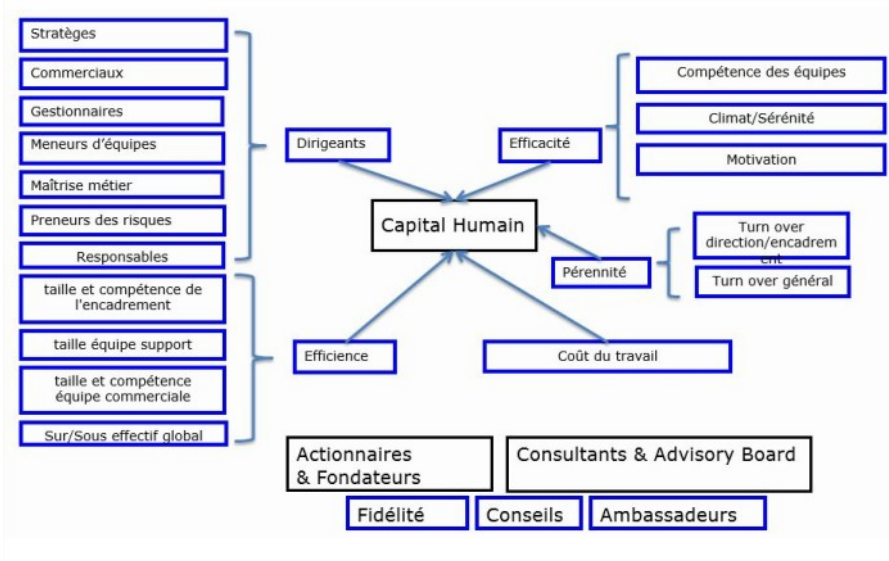 Stratèges
Commerciaux
Gestionnaires
Meneurs d'équipes
Maîtrise métier
Preneurs des risques
Responsables
taille et compétence de
l'encadrement
taille équipe support
taille et compétence
équipe commerciale
Sur/Sous effectif global
Dirigeants
Efficience
Capital Humain
Efficacité
Pérennité
Coût du travail
Compétence des équipes
Climat/Sérénité
Motivation
Turn over
direction/encadrem
ent
Turn over général
Actionnaires
& Fondateurs
Consultants & Advisory Board
Fidélité
Conseils
Ambassadeurs